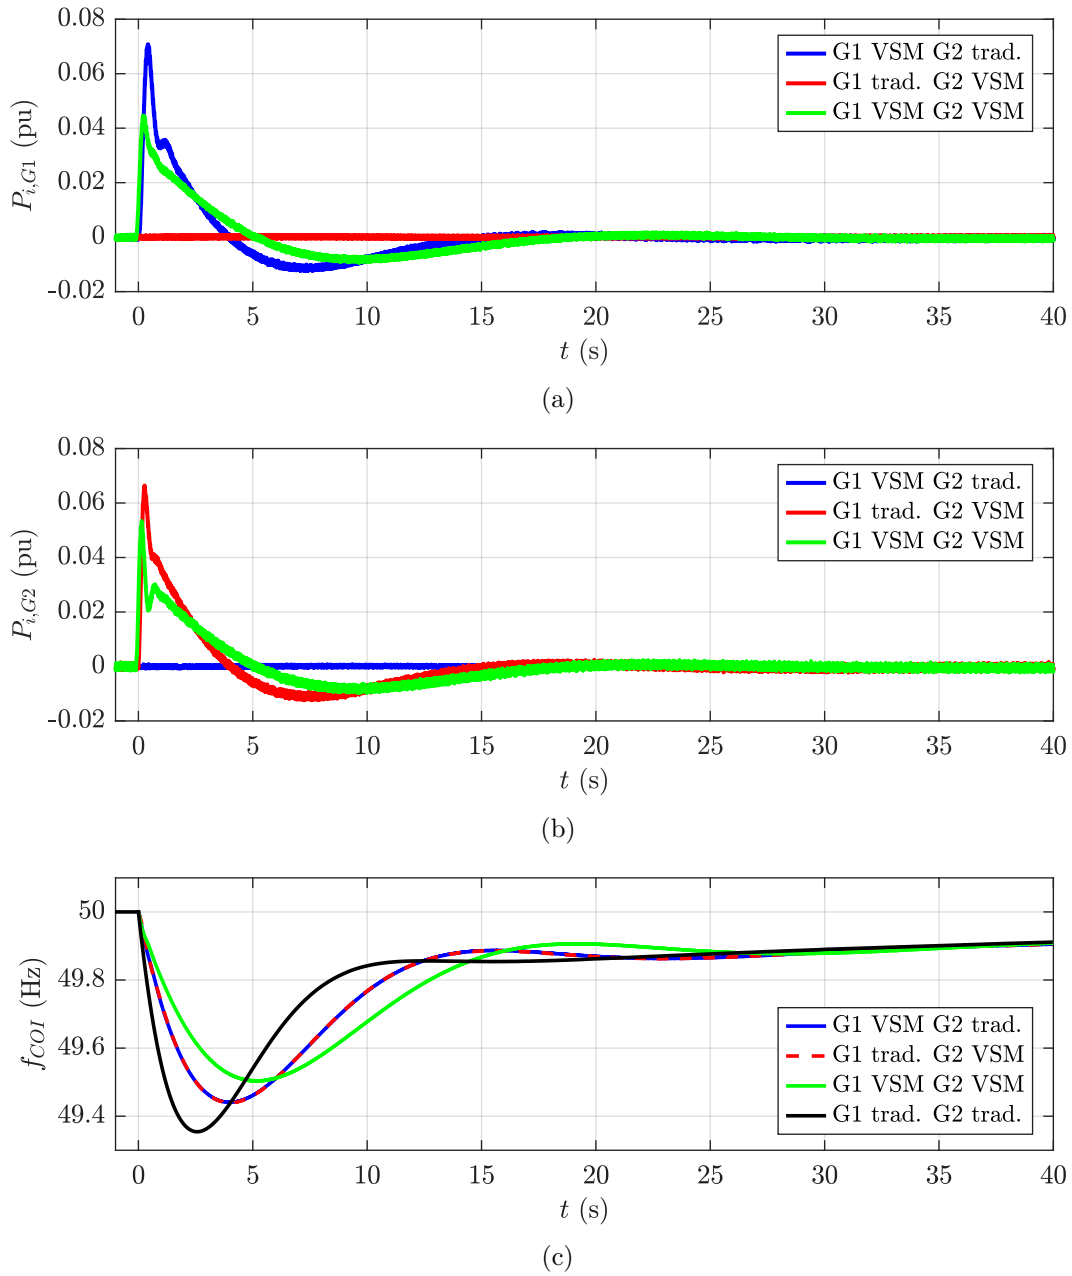 0.08
0.06
0.04
0.02
0
-0.02
P_{i,G1} (pu)
G1 VSM G2 trad.
G1 trad. G2 VSM
G1 VSM G2 VSM
0 5 10 15 20 25 30 35 40
t (s)
(a)
0.08
0.06
0.04
0.02
0
-0.02
P_{i,G2} (pu)
G1 VSM G2 trad.
G1 trad. G2 VSM
G1 VSM G2 VSM
0 5 10 15 20 25 30 35 40
t (s)
(b)
50
49.8
49.6
49.4
f_{COI} (Hz)
G1 VSM G2 trad.
G1 trad. G2 VSM
G1 VSM G2 VSM
G1 trad. G2 trad.
0 5 10 15 20 25 30 35 40
t (s)
(c)